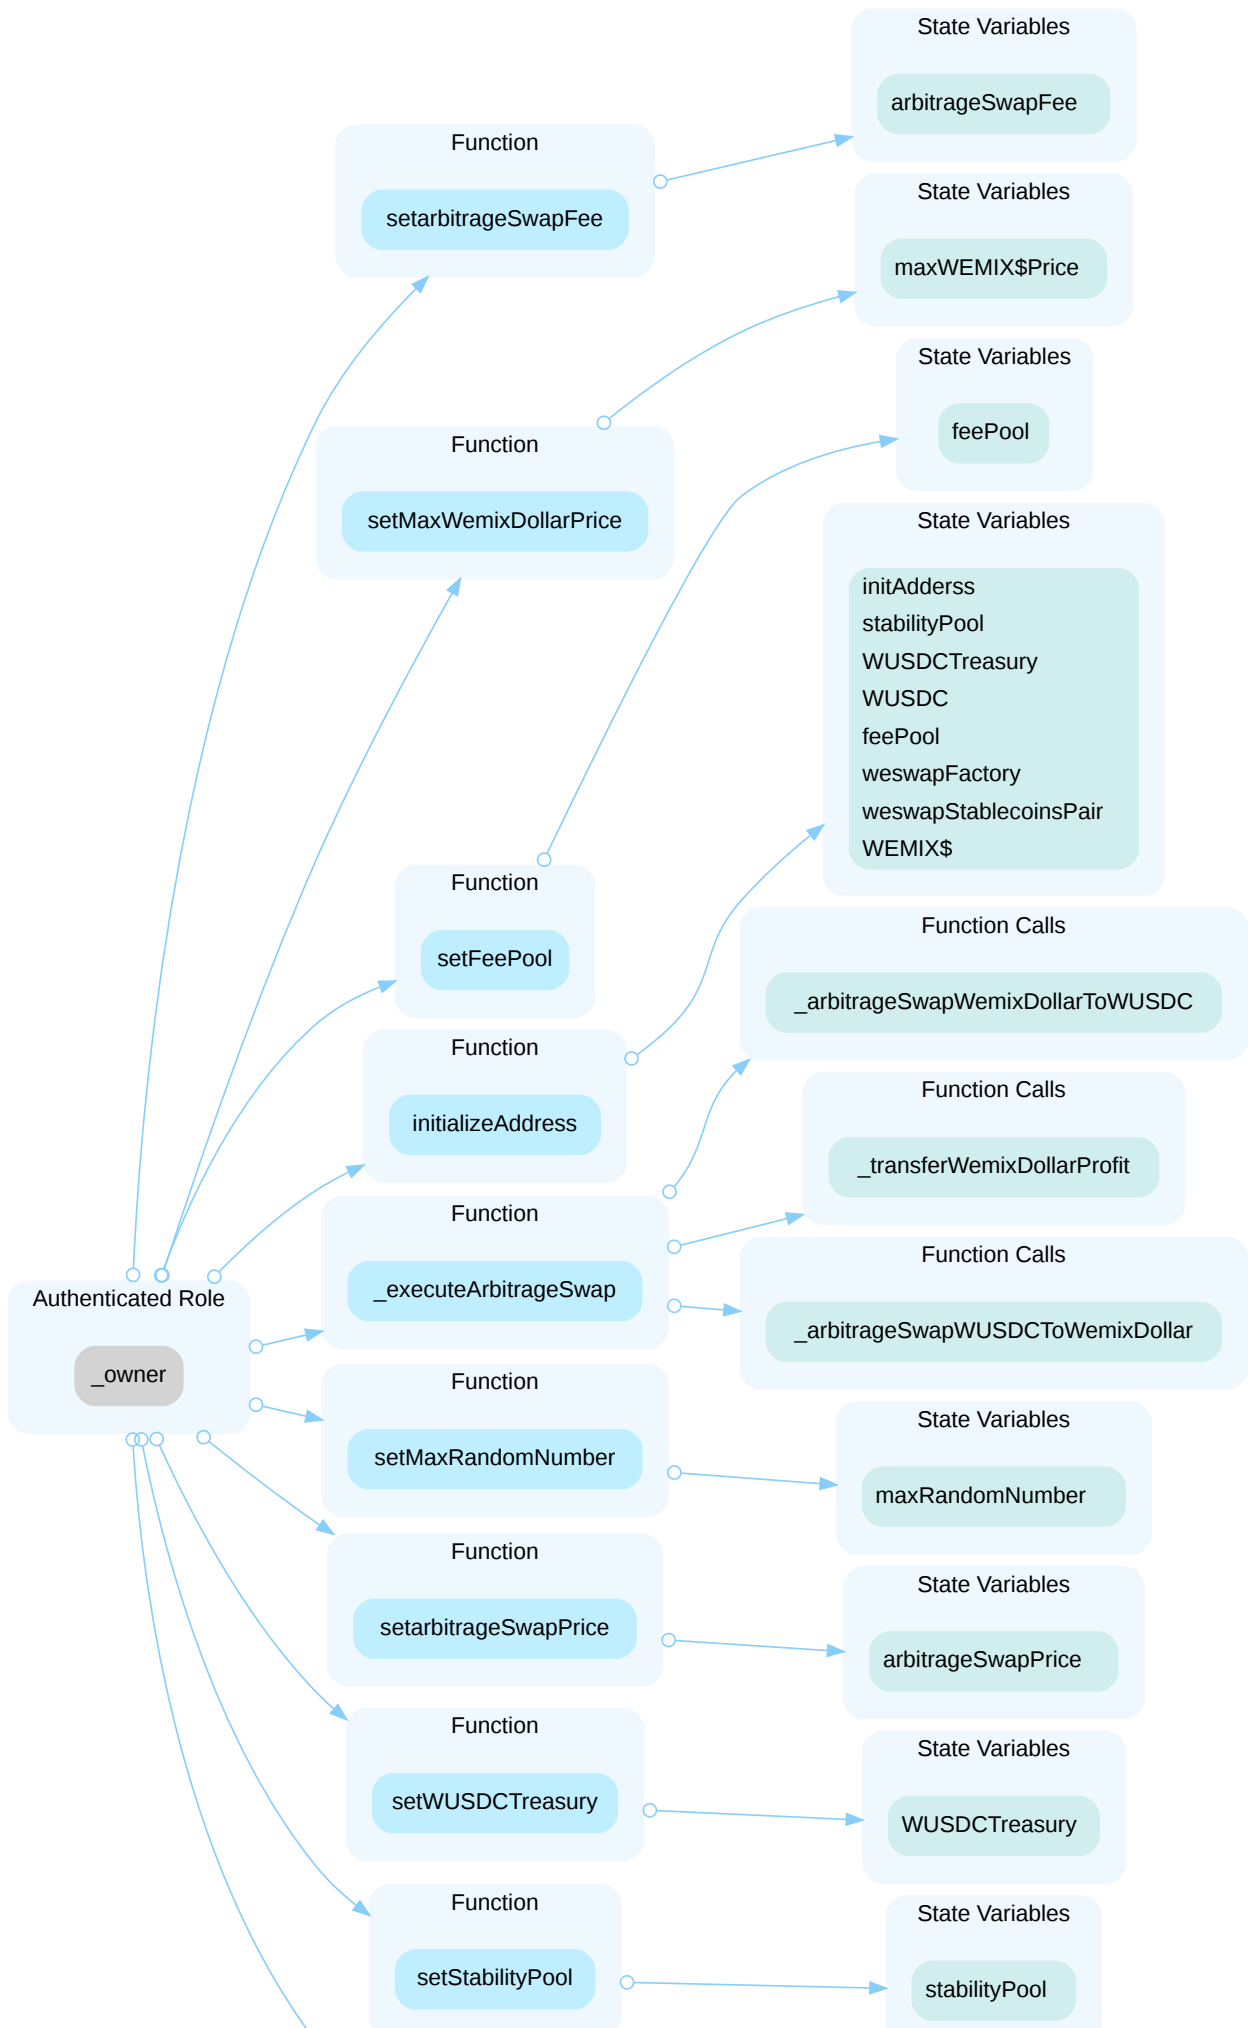 State Variables
arbitrageSwapFee
Function
setarbitrageSwapFee
State Variables
maxWEMIX$Price
State Variables
feePool
Function
setMaxWemixDollarPrice
State Variables
initAdderss
stabilityPool
WUSDCTreasury
WUSDC
feePool
weswapFactory
weswapStablecoinsPair
WEMIX$
Function
setFeePool
Function Calls
_arbitrageSwapWemixDollarToWUSDC
Function
initializeAddress
Function Calls
_transferWemixDollarProfit
Function
_executeArbitrageSwap
Function Calls
_arbitrageSwapWUSDCToWemixDollar
Authenticated Role
_owner
Function
setMaxRandomNumber
State Variables
maxRandomNumber
Function
setarbitrageSwapPrice
State Variables
arbitrageSwapPrice
Function
setWUSDCTreasury
State Variables
WUSDCTreasury
Function
setStabilityPool
State Variables
stabilityPool